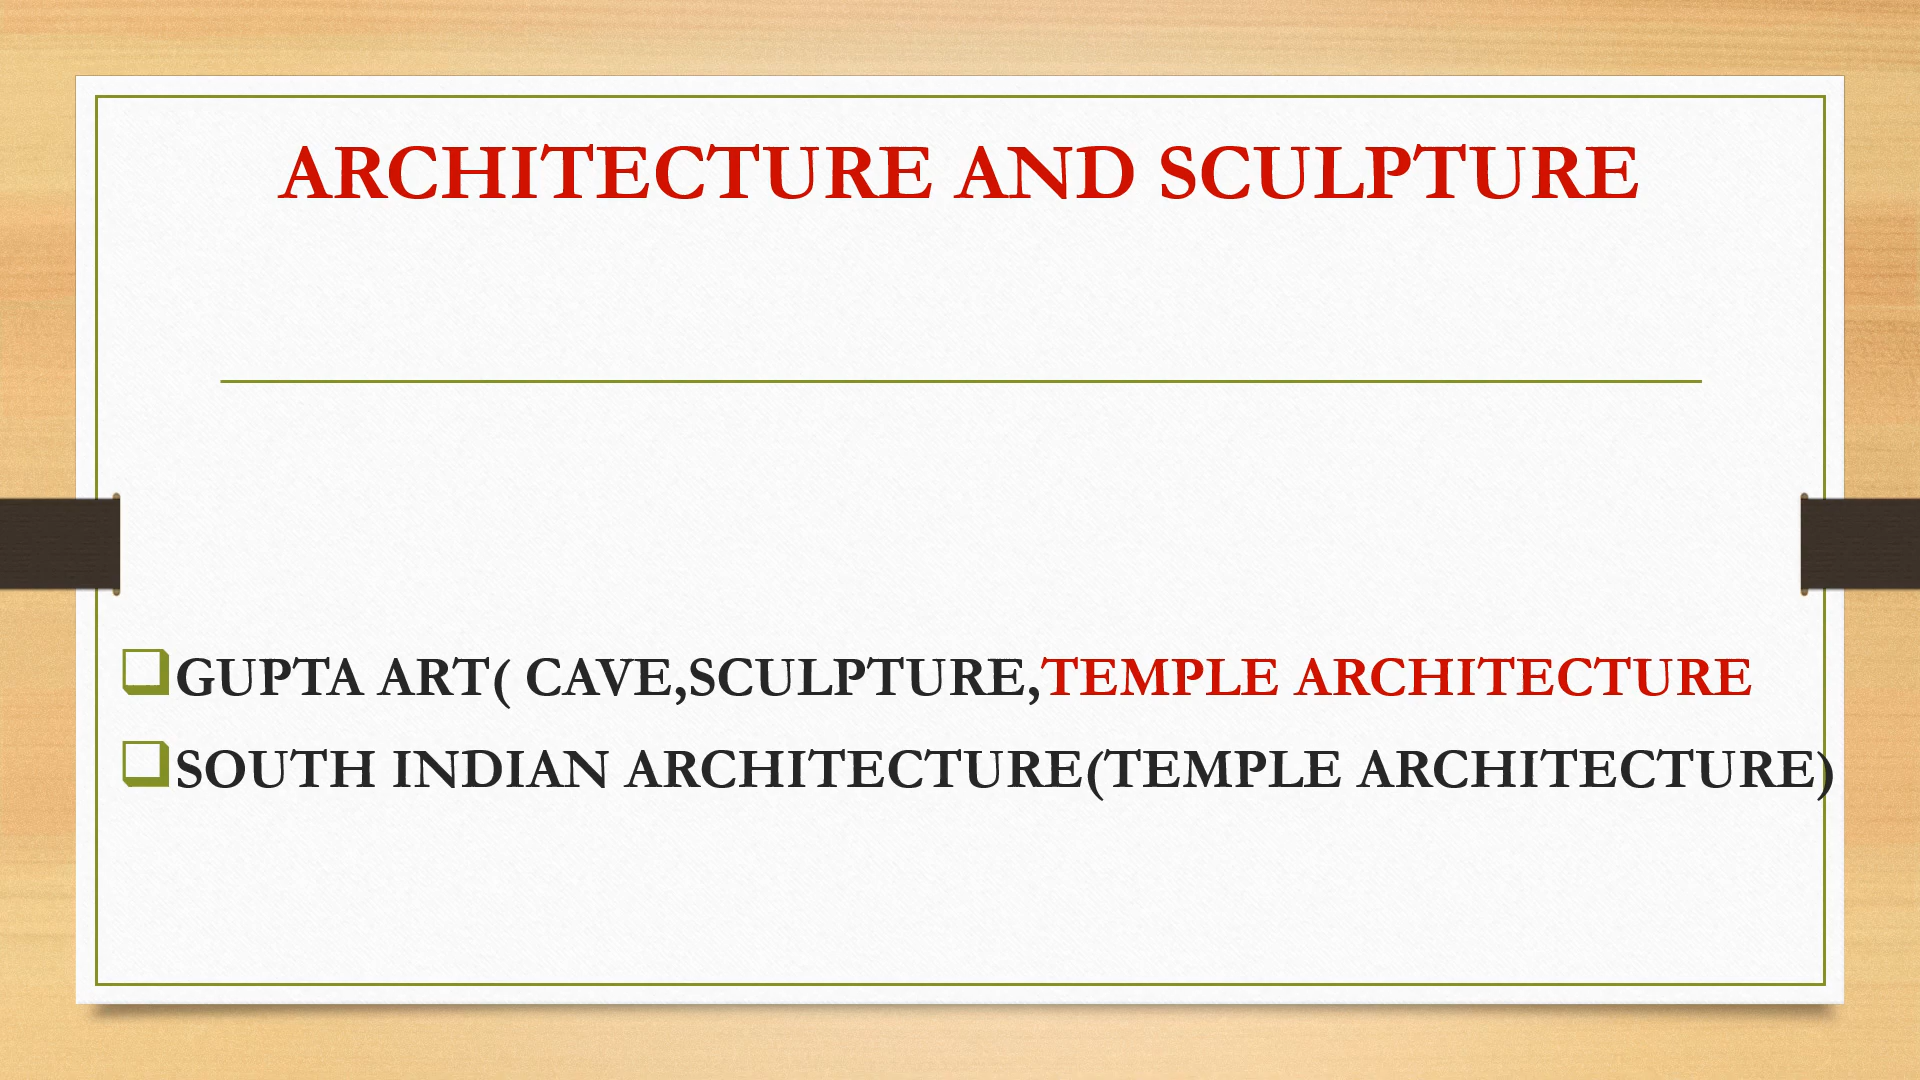 ARCHITECTURE AND SCULPTURE
GUPTA ART( CAVE,SCULPTURE,TEMPLE ARCHITECTURE
SOUTH INDIAN ARCHITECTURE(TEMPLE ARCHITECTURE)